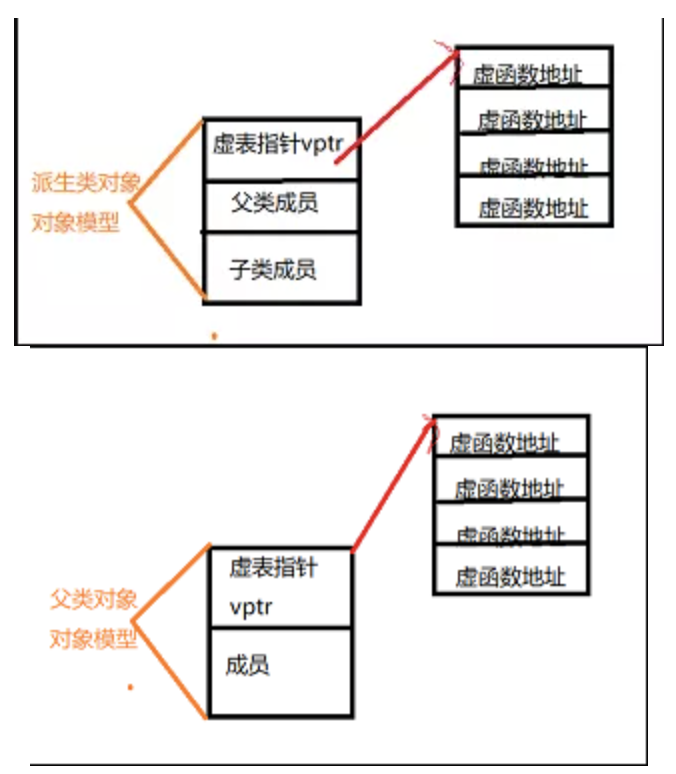 虚函数地址
虚函数地址
虚函数地址
虚函数地址
虚表指针vptr
父类成员
子类成员
派生类对象
对象模型
虚函数地址
虚函数地址
虚函数地址
虚函数地址
虚表指针
vptr
成员
父类对象
对象模型